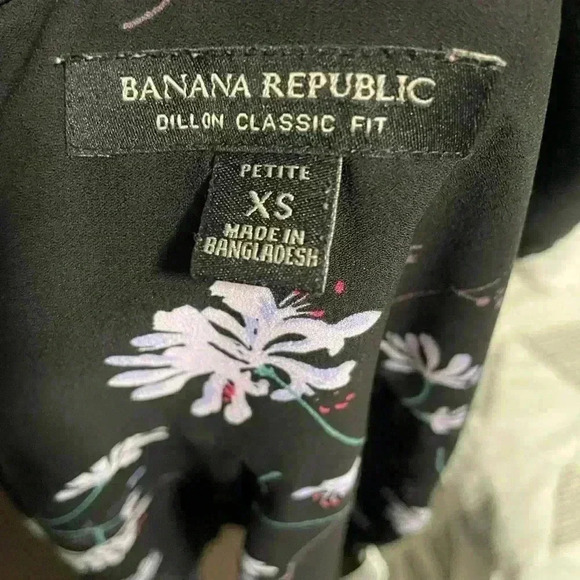 BANANA REPUBLIC
DILLON CLASSIC FIT
PETITE
XS
MADE IN
BANGLADESH